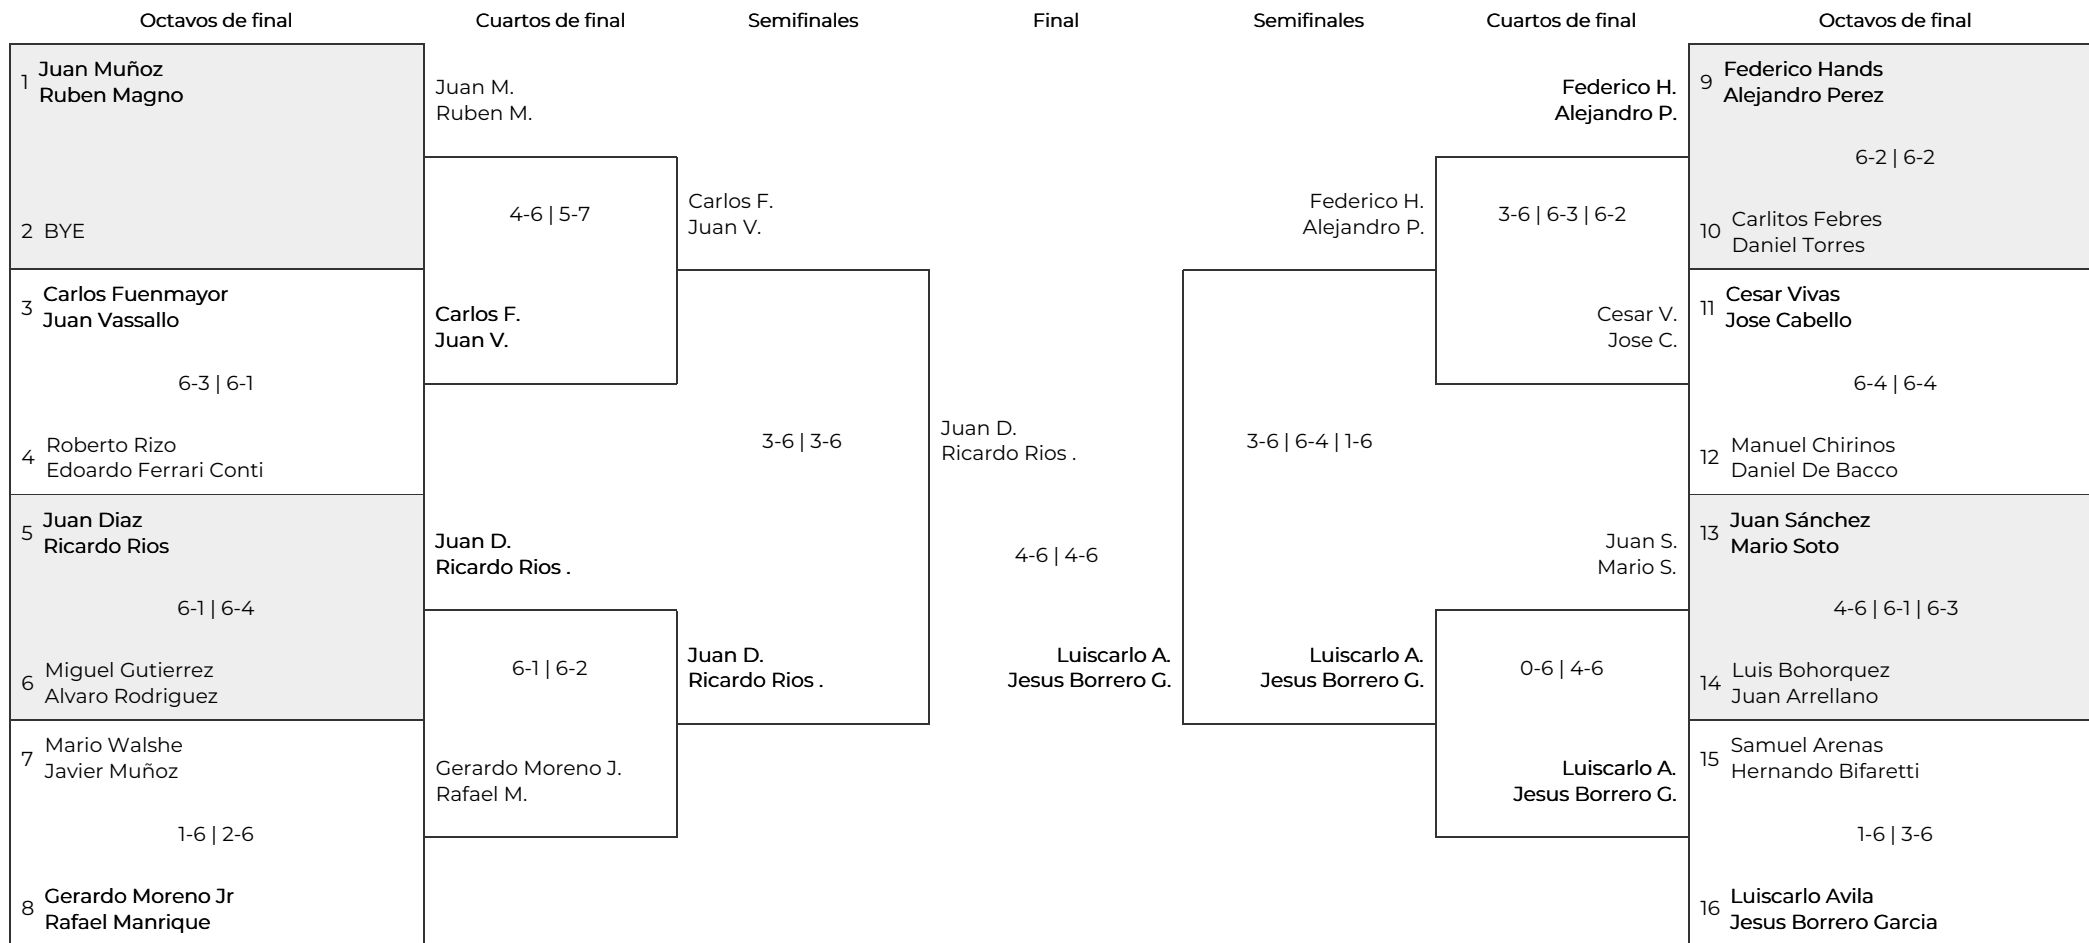 Octavos de final
Cuartos de final
Semifinales
Final
Semifinales
Cuartos de final
Octavos de final
1 Juan Muñoz
Ruben Magno
2 BYE
3 Carlos Fuenmayor
Juan Vassallo
6-3 | 6-1
4 Roberto Rizo
Edoardo Ferrari Conti
5 Juan Diaz
Ricardo Rios
6-1 | 6-4
6 Miguel Gutierrez
Alvaro Rodriguez
7 Mario Walshe
Javier Muñoz
1-6 | 2-6
8 Gerardo Moreno Jr
Rafael Manrique
Juan M.
Ruben M.
4-6 | 5-7
Carlos F.
Juan V.
Juan D.
Ricardo Rios .
6-1 | 6-2
Gerardo Moreno J.
Rafael M.
Carlos F.
Juan V.
3-6 | 3-6
Juan D.
Ricardo Rios .
Juan D.
Ricardo Rios .
4-6 | 4-6
Luiscarlo A.
Jesus Borrero G.
Federico H.
Alejandro P.
3-6 | 6-4 | 1-6
Luiscarlo A.
Jesus Borrero G.
Federico H.
Alejandro P.
3-6 | 6-3 | 6-2
Cesar V.
Jose C.
Juan S.
Mario S.
0-6 | 4-6
Luiscarlo A.
Jesus Borrero G.
9 Federico Hands
Alejandro Perez
6-2 | 6-2
10 Carlitos Febres
Daniel Torres
11 Cesar Vivas
Jose Cabello
6-4 | 6-4
12 Manuel Chirinos
Daniel De Bacco
13 Juan Sánchez
Mario Soto
4-6 | 6-1 | 6-3
14 Luis Bohorquez
Juan Arrellano
15 Samuel Arenas
Hernando Bifaretti
1-6 | 3-6
16 Luiscarlo Avila
Jesus Borrero Garcia